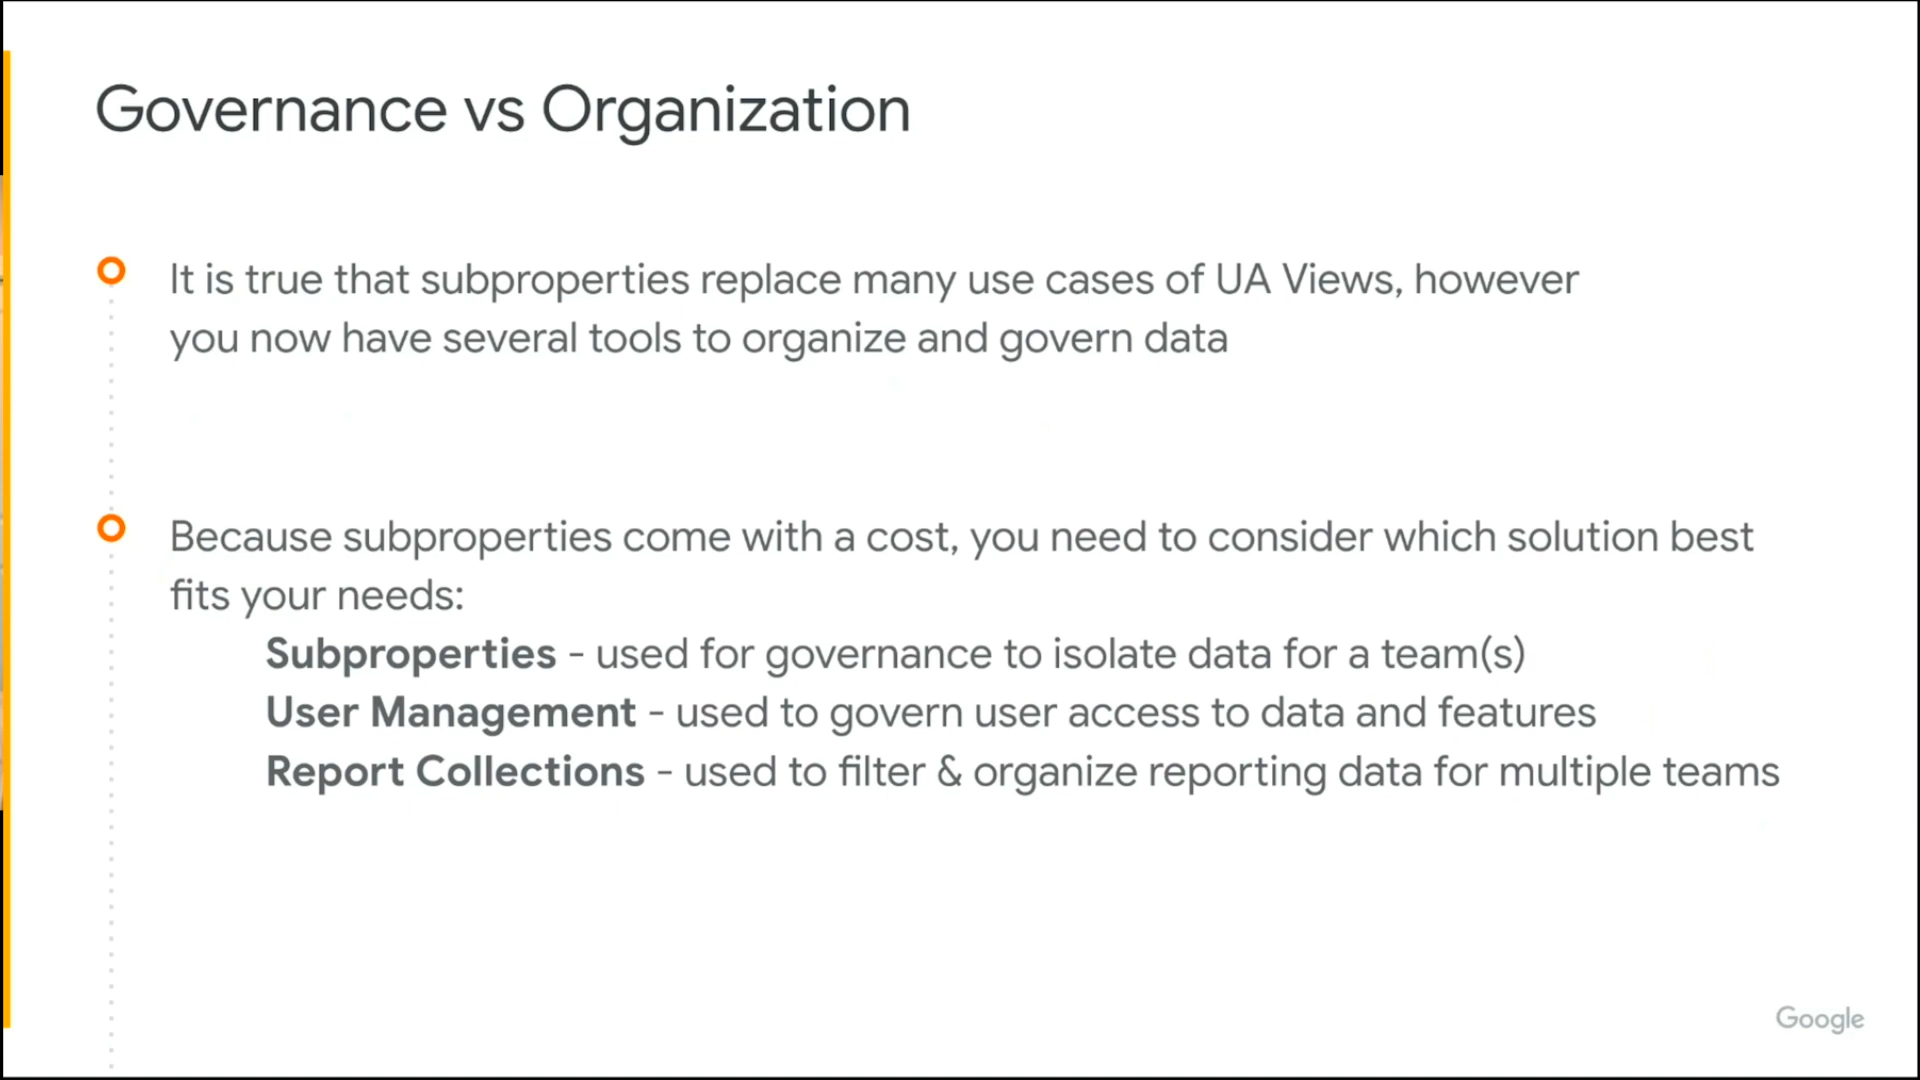 Governance vs Organization
It is true that subproperties replace many use cases of UA Views, however
you now have several tools to organize and govern data
Because subproperties come with a cost, you need to consider which solution best
fits your needs:
Subproperties - used for governance to isolate data for a team(s)
User Management - used to govern user access to data and features
Report Collections - used to filter & organize reporting data for multiple teams
Google